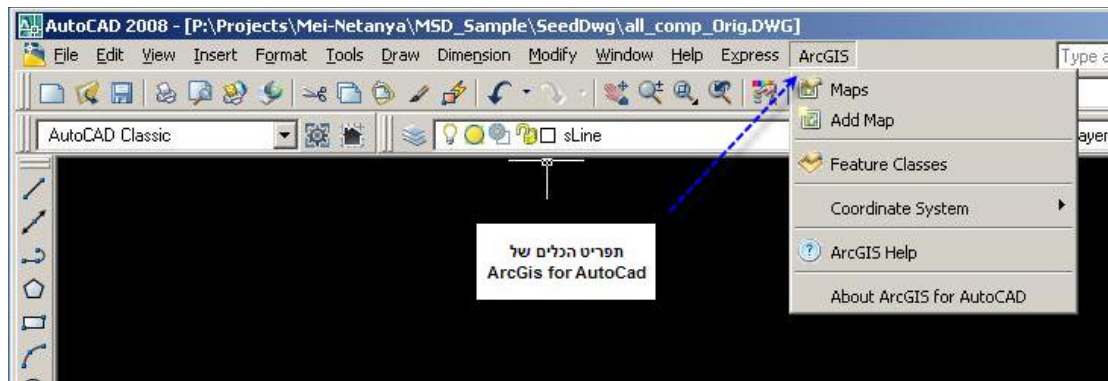 AutoCAD 2008 - [P:\Projects\Mei-Netanya\MSD_Sample\SeedDwg\all_comp_Orig.DWG]
File Edit View Insert Format Tools Draw Dimension Modify Window Help Express ArcGIS Type a
Maps
Add Map
AutoCAD Classic sLine ayer
Feature Classes
Coordinate System
תפריט הכלים של
ArcGis for AutoCad
ArcGIS Help
About ArcGIS for AutoCAD